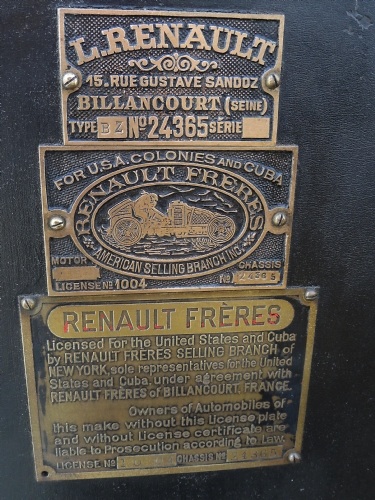 L. RENAULT
15. RUE GUSTAVE SANDOZ
BILLANCOURT (SEINE)
TYPE BZ No 24365 SERIE
FOR U.S.A. COLONIES AND CUBA
RENAULT FRERES
AMERICAN SELLING BRANCH INC.
MOTOR
CHASSIS
LICENSE No 1004
No
RENAULT FRÈRES
Licensed for the United States and Cuba
by RENAULT FRERES SELLING BRANCH of
NEW YORK, sole representatives for the United
States and Cuba, under agreement with
RENAULT FRÈRES of BILLANCOURT, FRANCE.
Owners of Automobiles of
this make without this License plate
and without License certificate are
liable to Prosecution according to Law.
LICENSE No
CHASSIS No